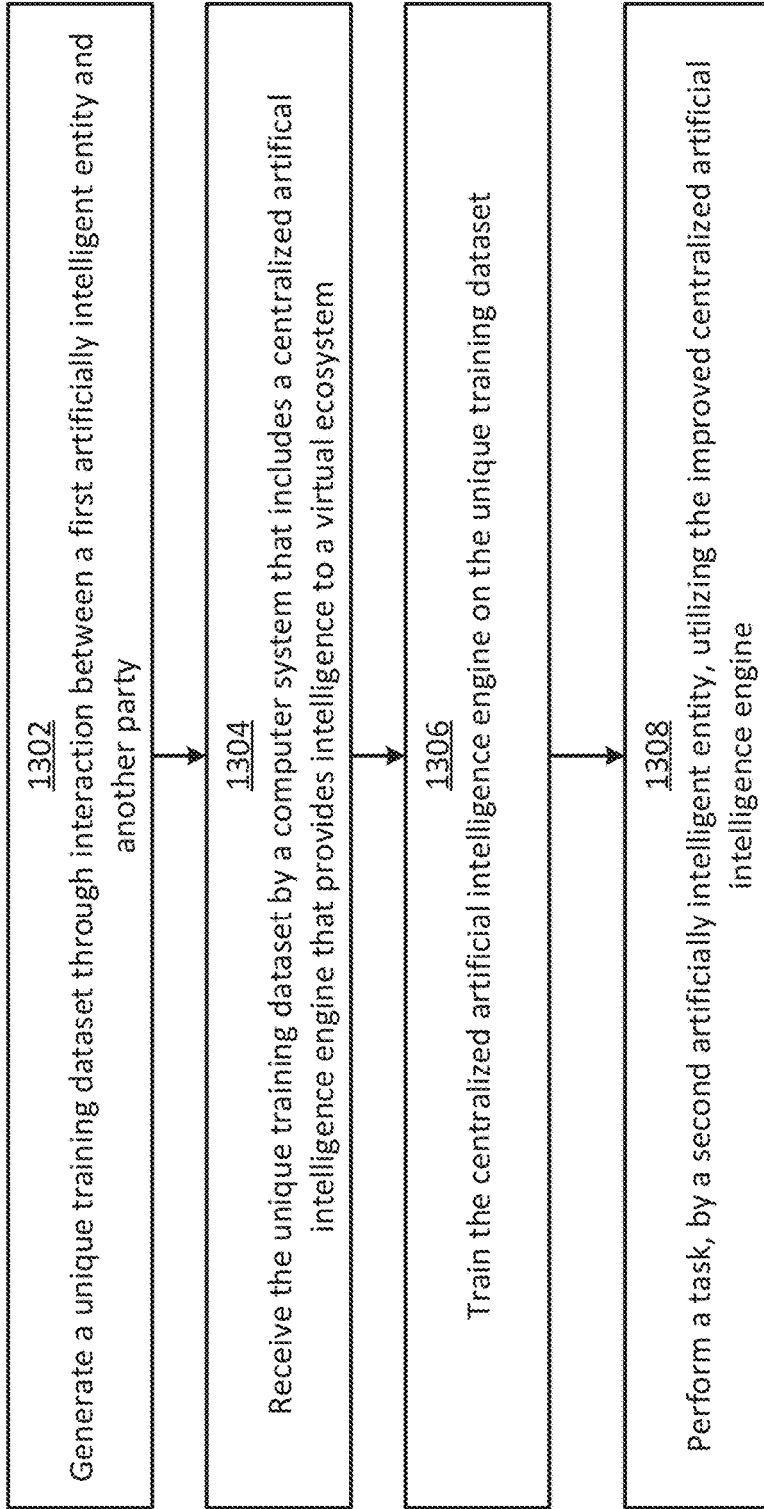 1302
Generate a unique training dataset through interaction between a first artificially intelligent entity and
another party
1304
Receive the unique training dataset by a computer system that includes a centralized artifical
intelligence engine that provides intelligence to a virtual ecosystem
1306
Train the centralized artificial intelligence engine on the unique training dataset
1308
Perform a task, by a second artificially intelligent entity, utilizing the improved centralized artificial
intelligence engine